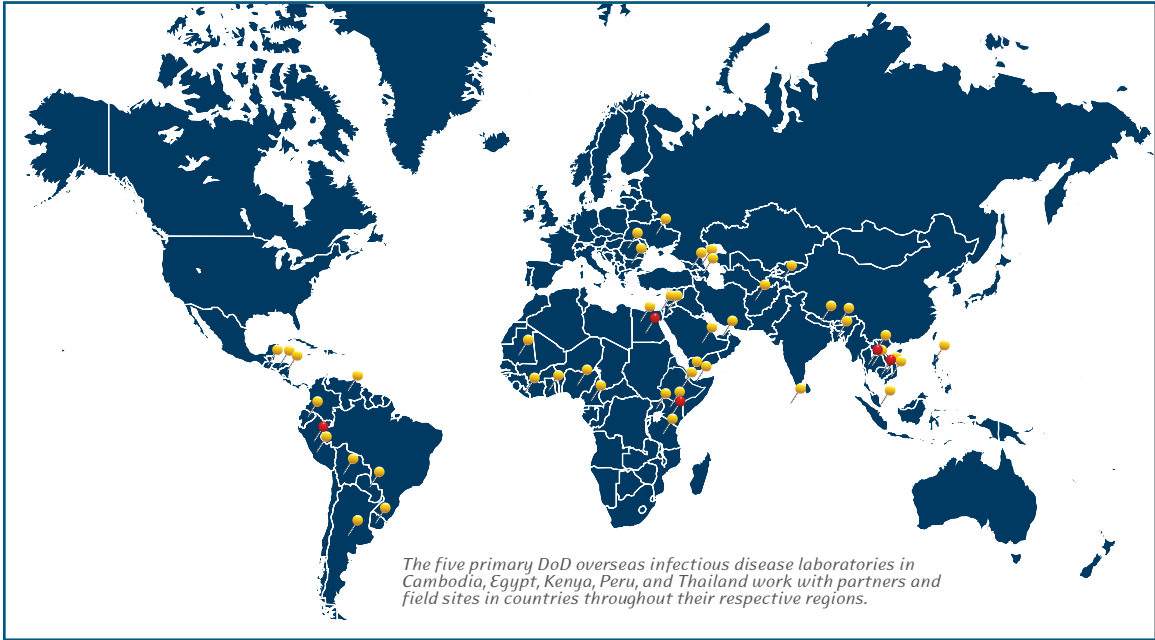 The five primary DoD overseas infectious disease laboratories in
Cambodia, Egypt, Kenya, Peru, and Thailand work with partners and
field sites in countries throughout their respective regions.